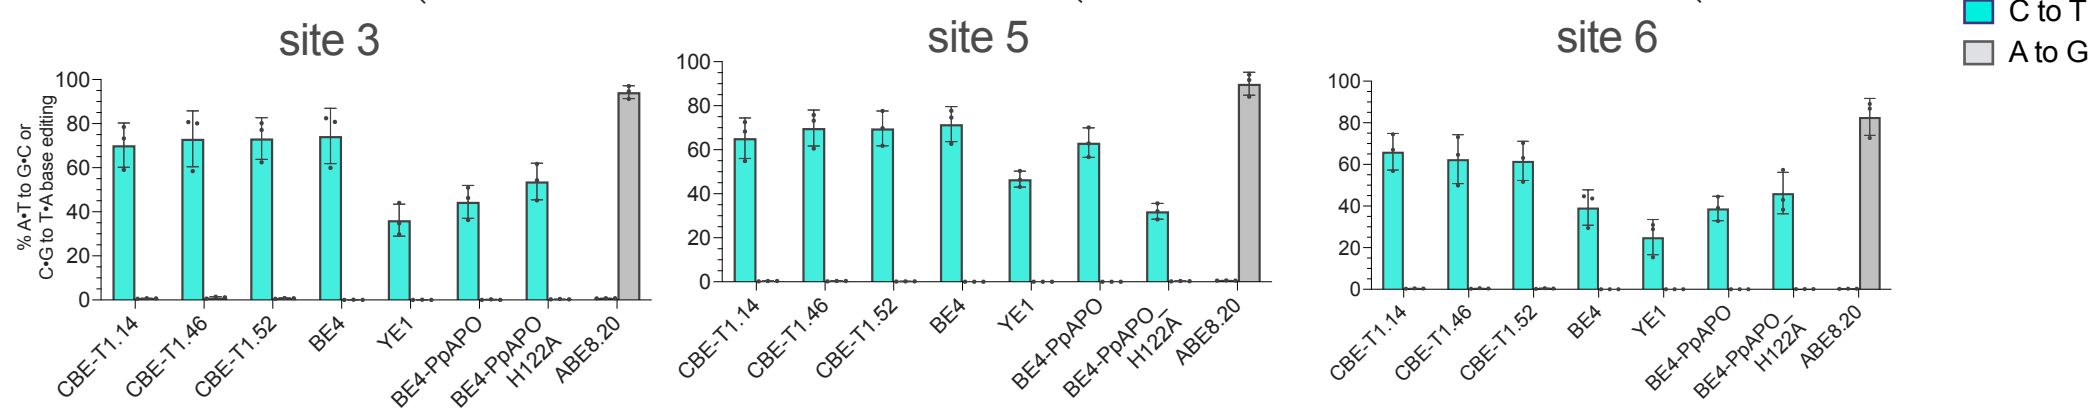 C to T
A to G
site 3
site 5
site 6
% A•T to G•C or
C•G to T•A base editing
100
80
60
40
20
0
CBE-T1.14
CBE-T1.46
CBE-T1.52
BE4
YE1
BE4-PpAPO
BE4-PpAPO
H122A
ABE8.20
100
80
60
40
20
0
CBE-T1.14
CBE-T1.46
CBE-T1.52
BE4
YE1
BE4-PpAPO
BE4-PpAPO_
H122A
ABE8.20
100
80
60
40
20
0
CBE-T1.14
CBE-T1.46
CBE-T1.52
BE4
YE1
BE4-PpAPO
BE4-PpAPO_
H122A
ABE8.20